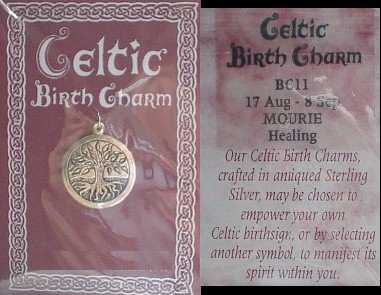 Celtic
Birth Charm
Celtic
Birth Charm
BC11
17 Aug - 8 Sep
MOURIE
Healing
Our Celtic Birth Charms,
crafted in aniqued Sterling
Silver, may be chosen to
empower your own
Celtic birthsign, or by selecting
another symbol, to manifest its
spirit within you.